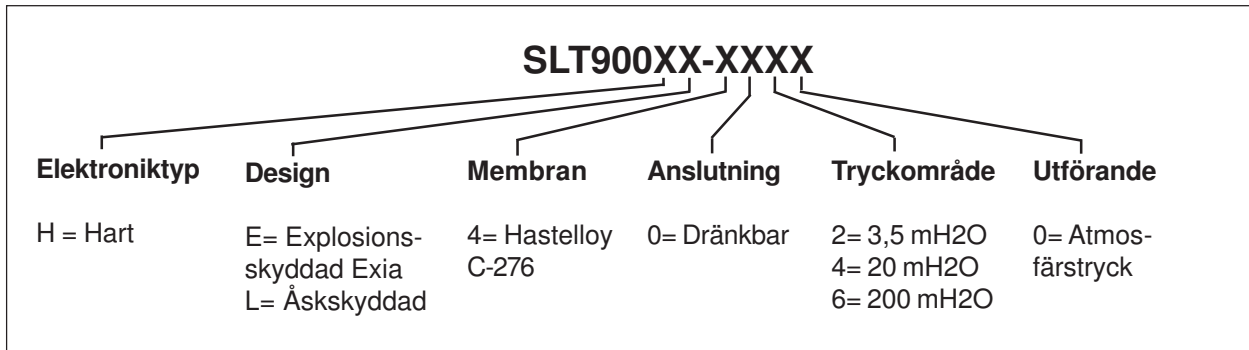 SLT900XX-XXXX
Elektroniktyp
H = Hart
Design
E= Explosions-
skyddad Exia
L= Åskskyddad
Membran
4= Hastelloy
C-276
Anslutning
0= Dränkbar
Tryckområde
2= 3,5 mH2O
4= 20 mH2O
6= 200 mH2O
Utförande
0= Atmos-
färstryck